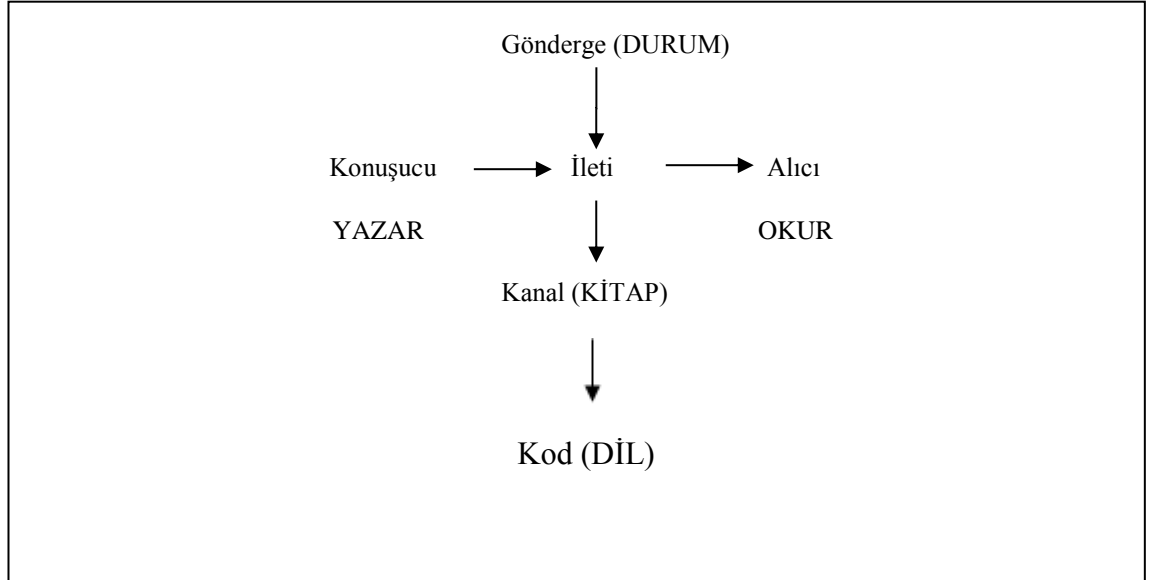 Gönderge (DURUM)
Konuşucu İleti Alıcı
YAZAR OKUR
Kanal (KİTAP)
Kod (DİL)